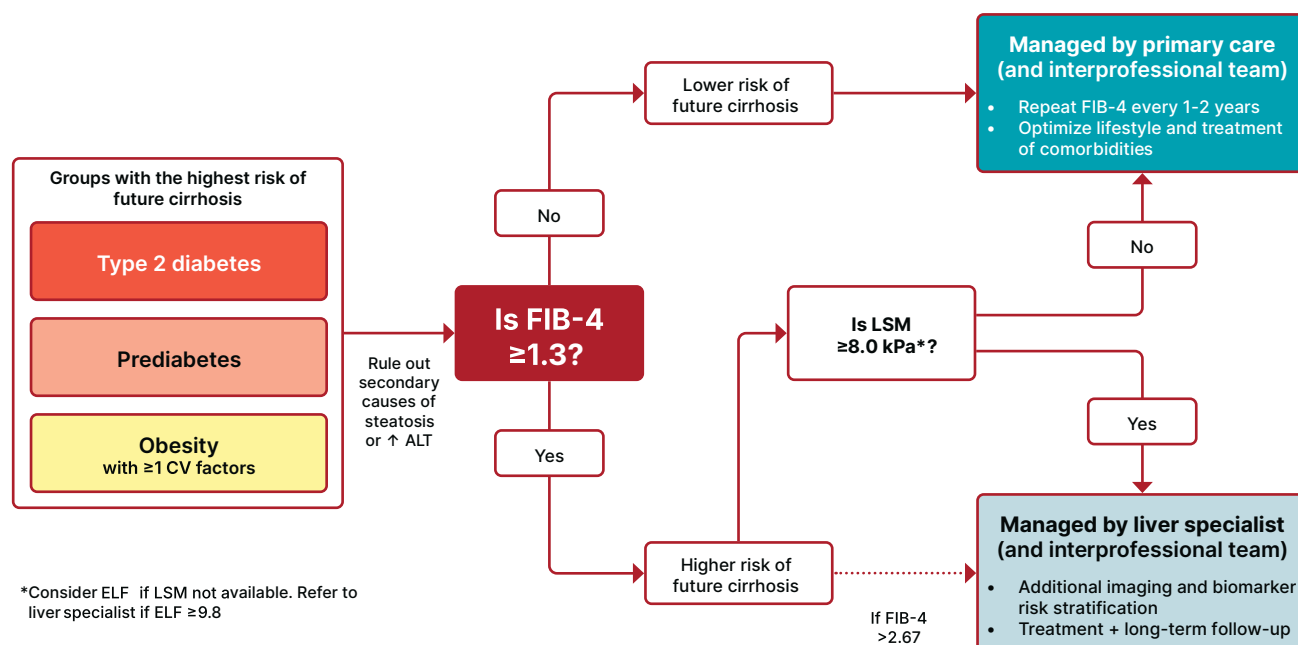 Groups with the highest risk of
future cirrhosis
Type 2 diabetes
Prediabetes
Obesity
with ≥1 CV factors
*Consider ELF if LSM not available. Refer to
liver specialist if ELF ≥9.8
Rule out
secondary
causes of
steatosis
or ↑ ALT
Is FIB-4
≥1.3?
No
Yes
Lower risk of
future cirrhosis
Higher risk of
future cirrhosis
If FIB-4
>2.67
Is LSM
≥8.0 kPa*?
No
Yes
Managed by primary care
(and interprofessional team)
• Repeat FIB-4 every 1-2 years
• Optimize lifestyle and treatment
of comorbidities
Managed by liver specialist
(and interprofessional team)
• Additional imaging and biomarker
risk stratification
• Treatment + long-term follow-up